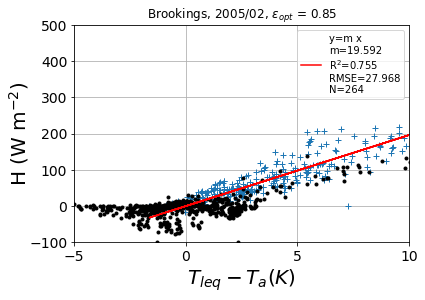 Brookings, 2005/02, ε_opt = 0.85
500
400
300
200
100
0
−100
H (W m⁻²)
y=m x
m=19.592
R²=0.755
RMSE=27.968
N=264
−5
0
5
10
T_leq − T_a(K)